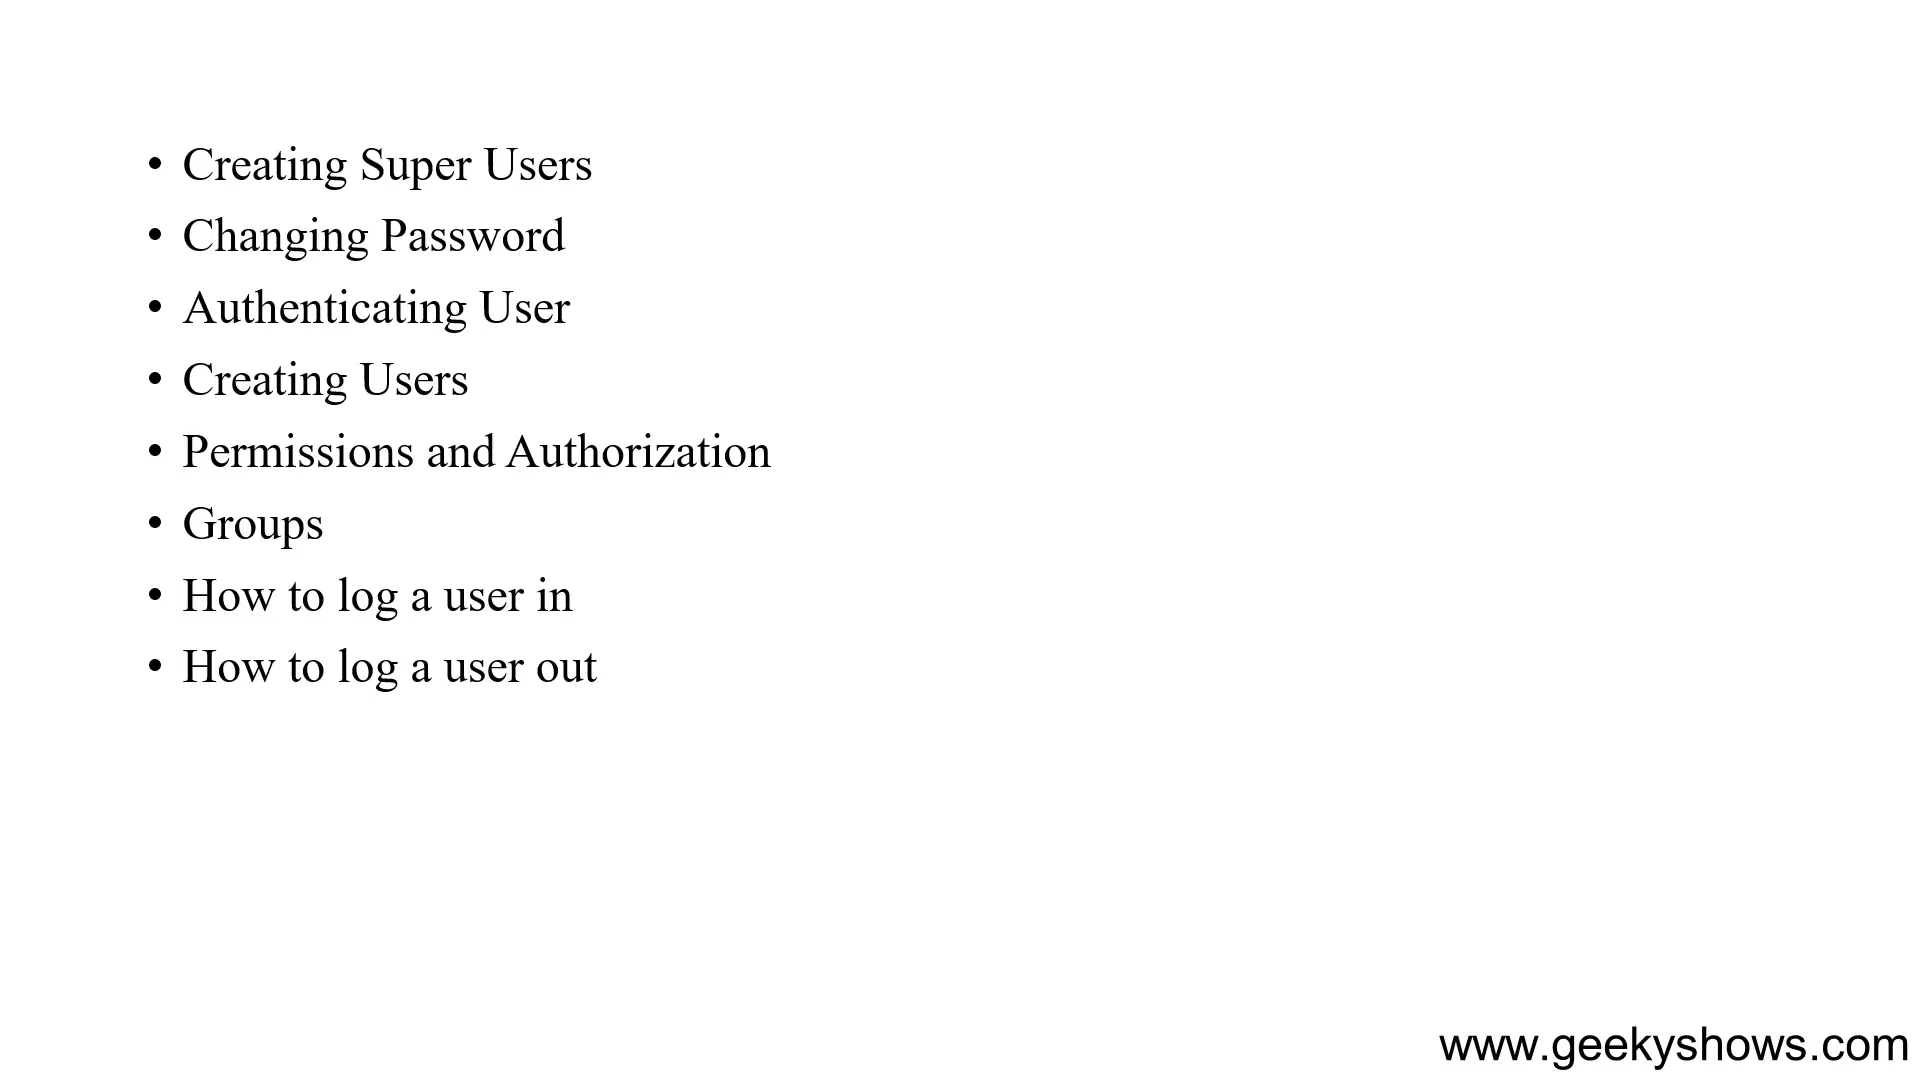 • Creating Super Users
• Changing Password
• Authenticating User
• Creating Users
• Permissions and Authorization
• Groups
• How to log a user in
• How to log a user out
www.geekyshows.com